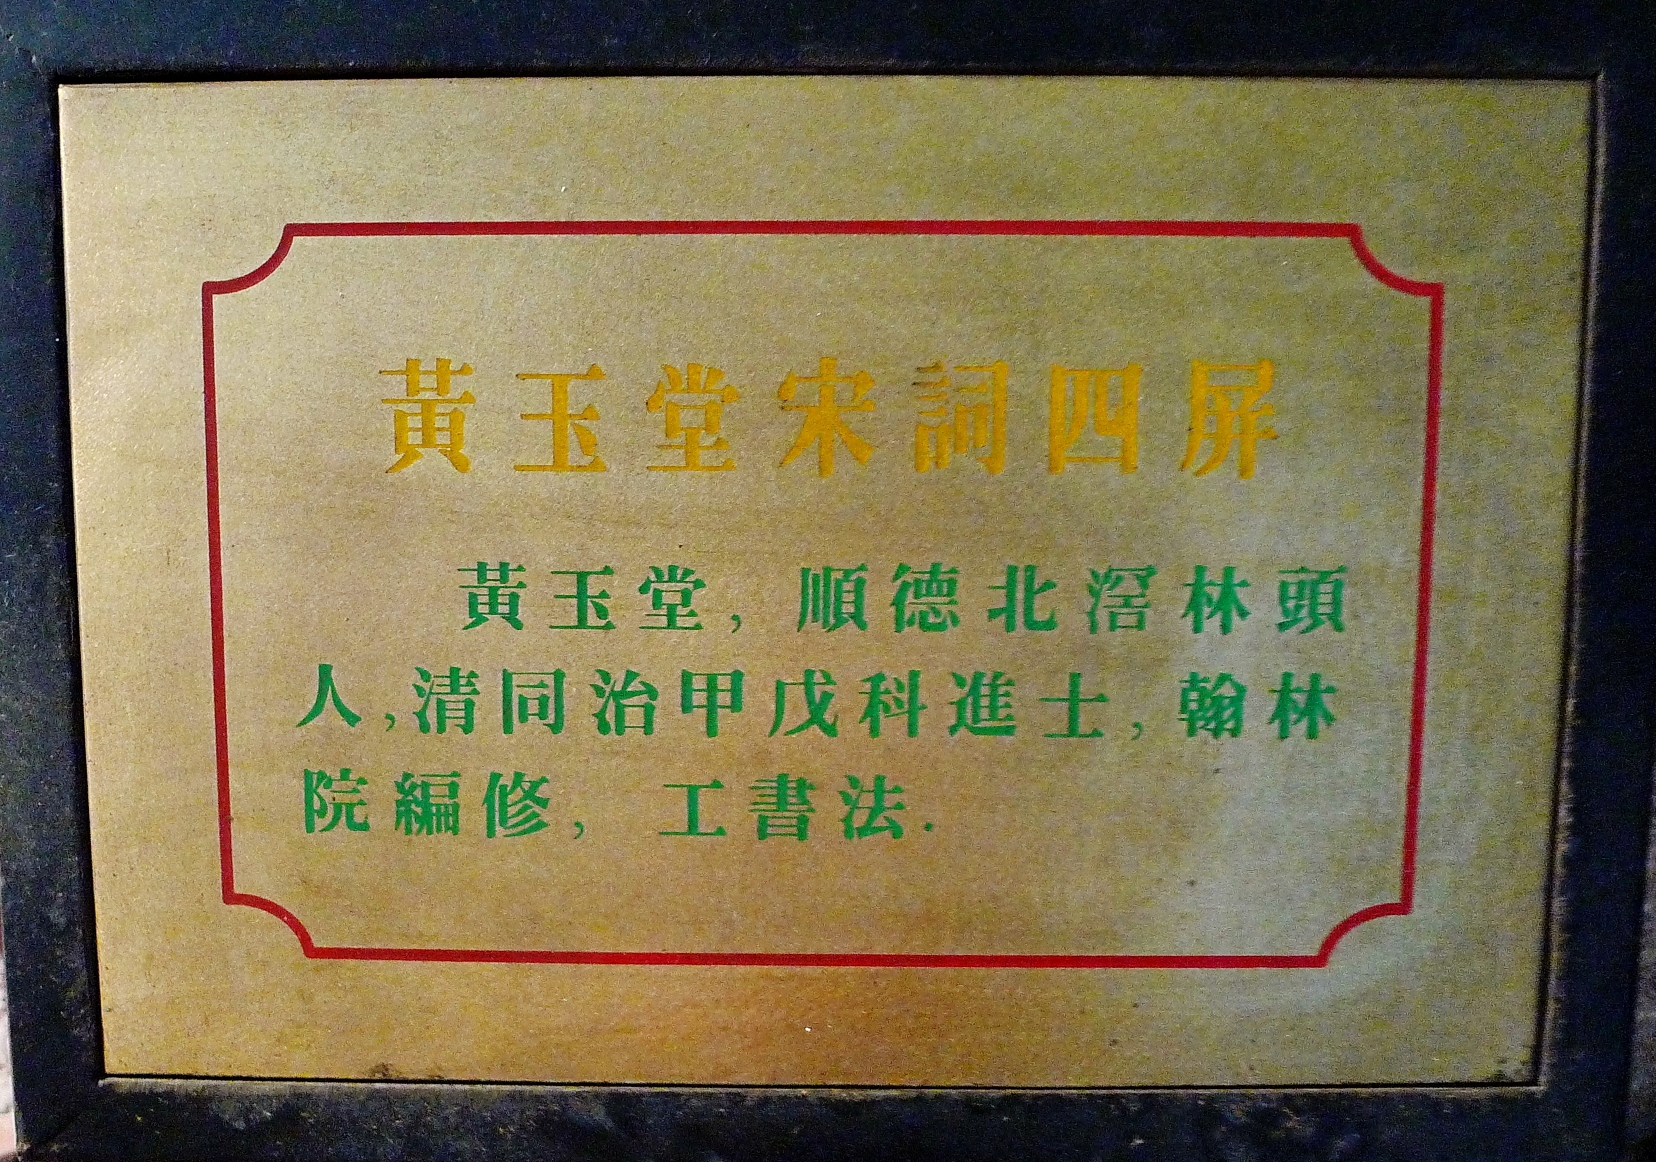 黃玉堂宋詞四屏
黃玉堂, 順德北滘林頭
人,清同治甲戊科進士,翰林
院編修, 工書法.